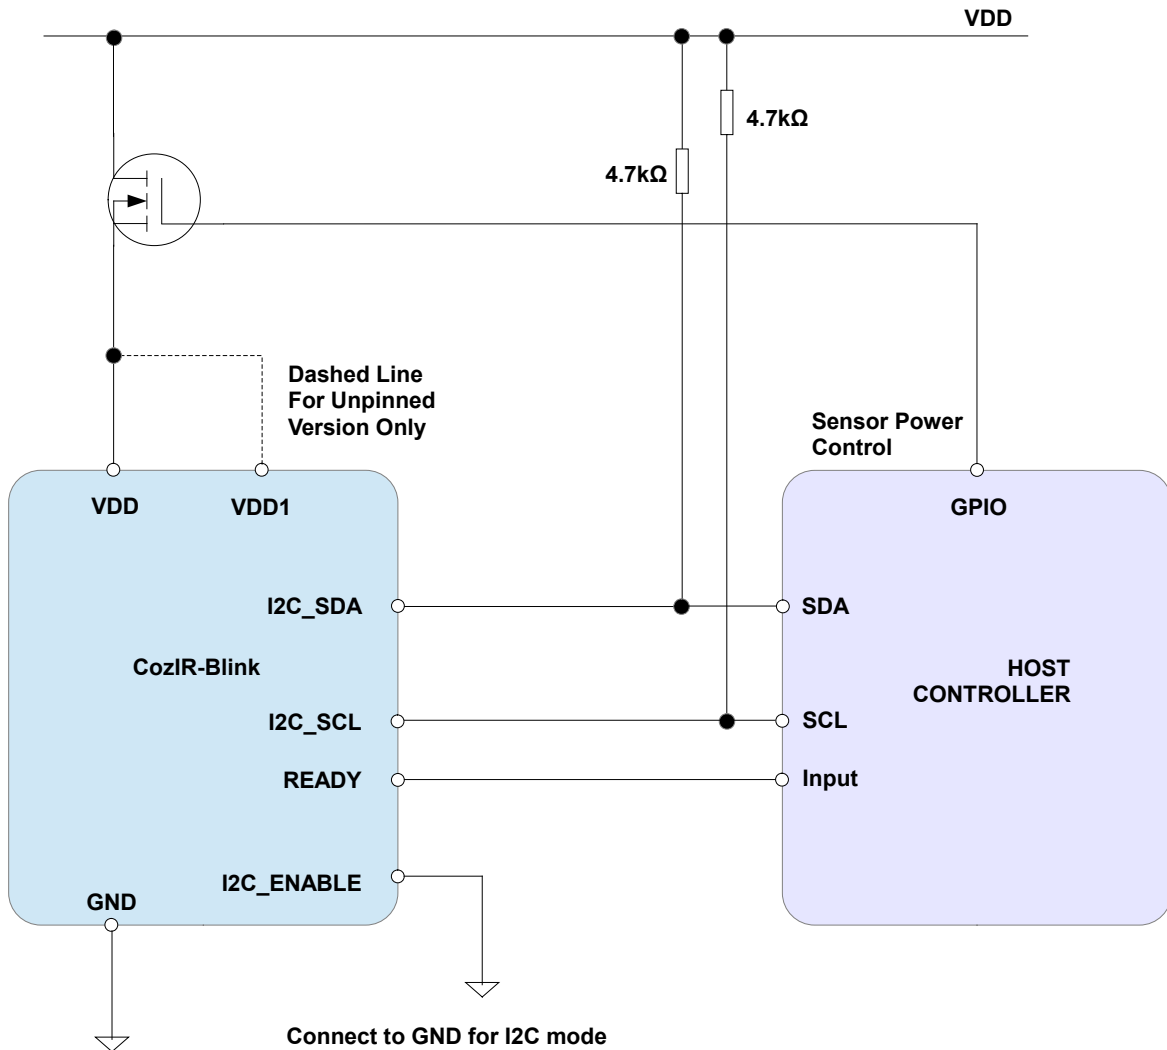 VDD
4.7kΩ
4.7kΩ
Dashed Line
For Unpinned
Version Only
Sensor Power
Control
VDD
VDD1
GPIO
I2C_SDA
SDA
CozIR-Blink
HOST
CONTROLLER
I2C_SCL
SCL
READY
Input
I2C_ENABLE
GND
Connect to GND for I2C mode